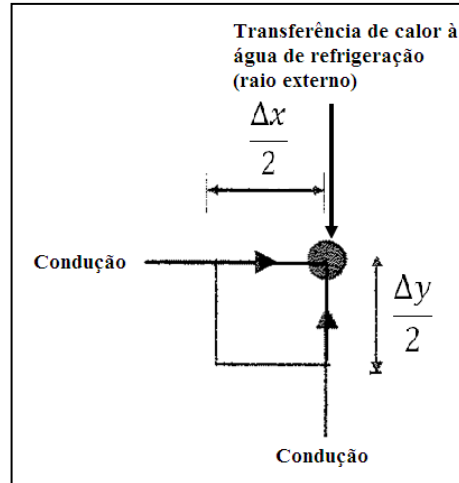 Transferência de calor à
água de refrigeração
(raio externo)
Δx
2
Condução
Δy
2
Condução